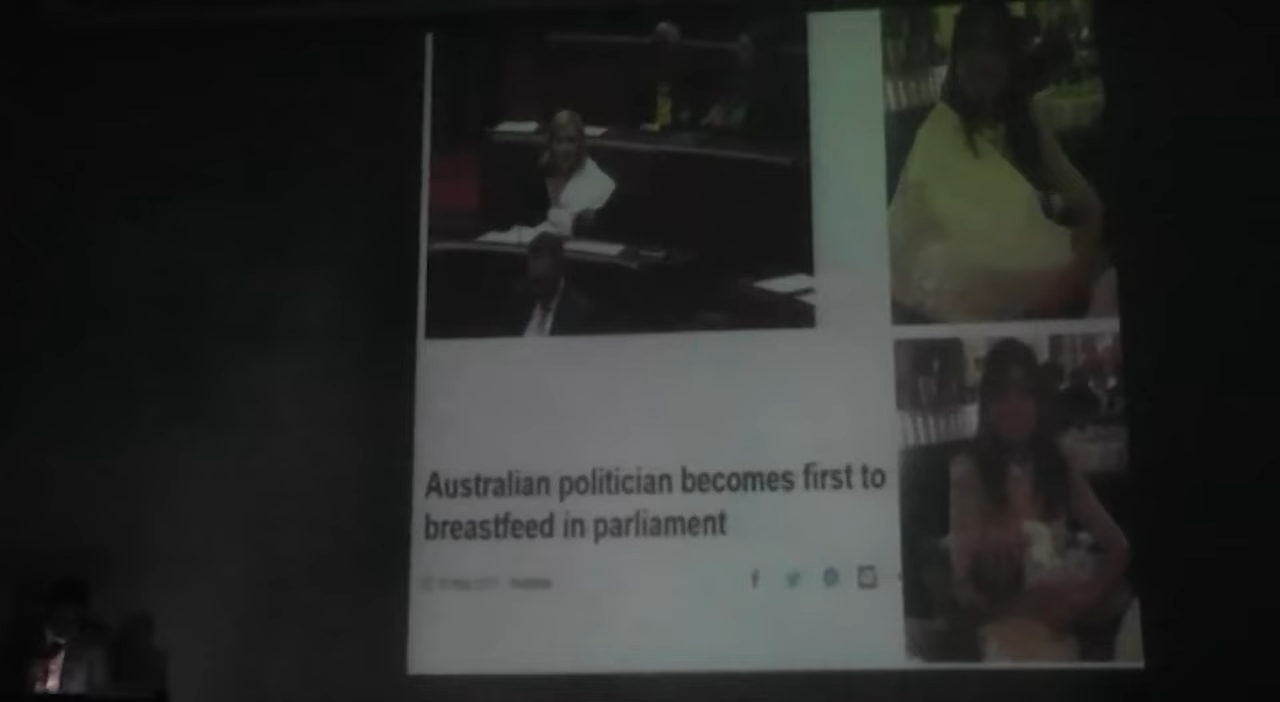 Australian politician becomes first to
breastfeed in parliament